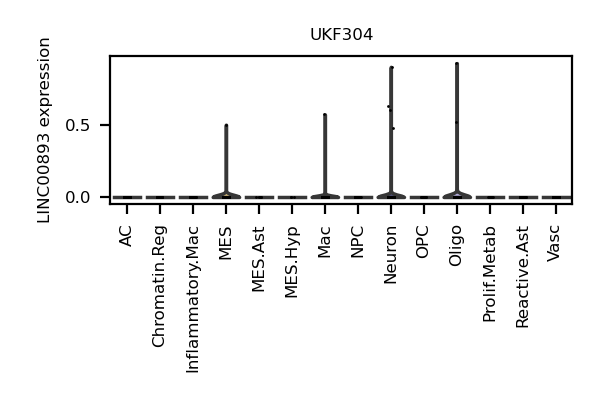 UKF304
LINC00893 expression
0.5
0.0
AC
Chromatin.Reg
Inflammatory.Mac
MES
MES.Ast
MES.Hyp
Mac
NPC
Neuron
OPC
Oligo
Prolif.Metab
Reactive.Ast
Vasc